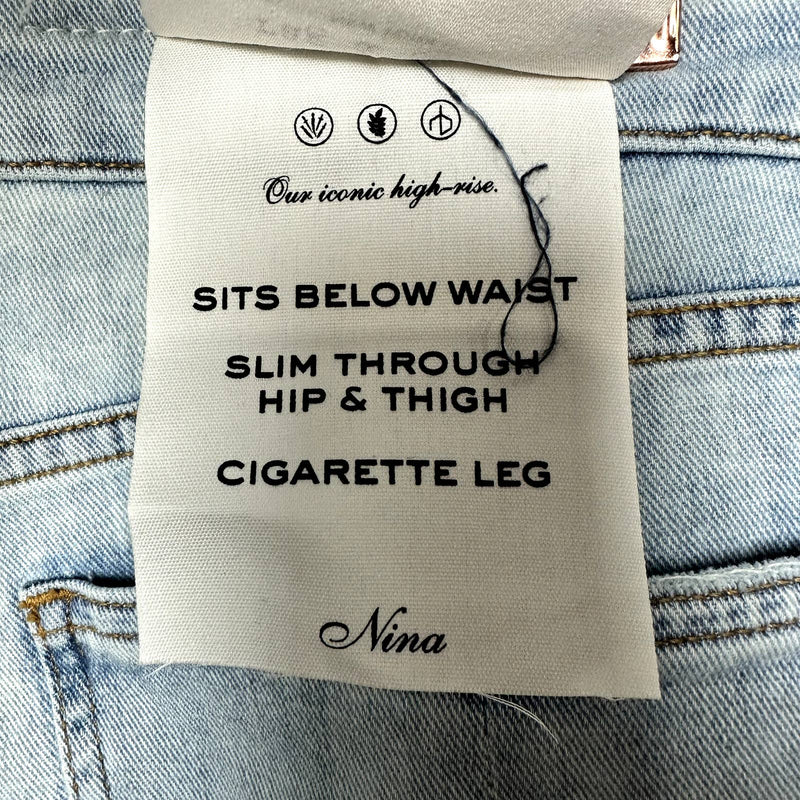 Our iconic high-rise.
SITS BELOW WAIST
SLIM THROUGH
HIP & THIGH
CIGARETTE LEG
Nina